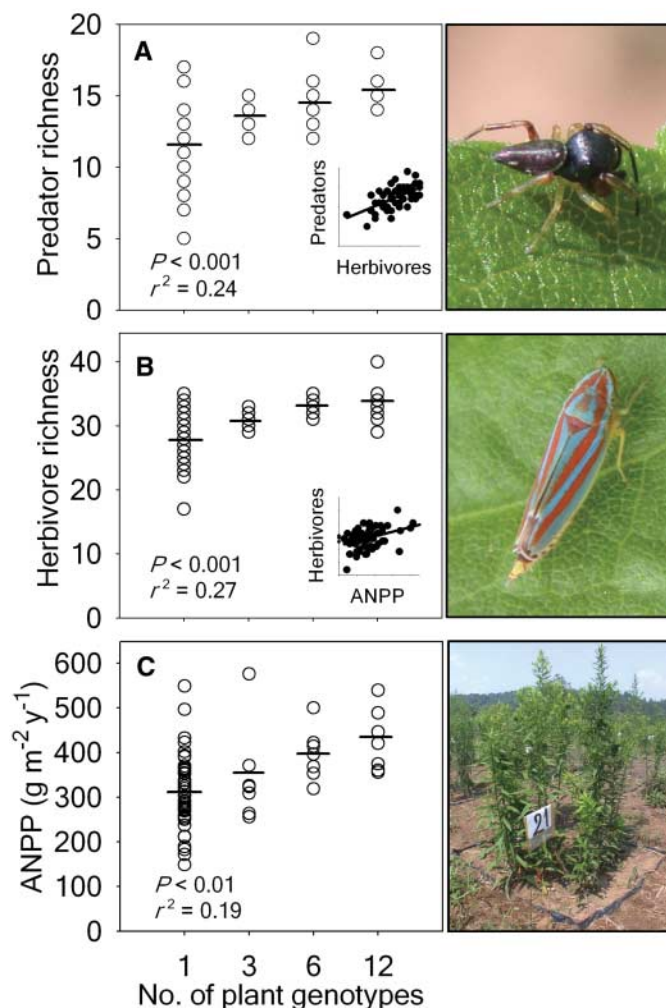 20
15
10
5
0
Predator richness
A
P < 0.001
r² = 0.24
Predators
Herbivores
40
30
20
10
0
Herbivore richness
B
P < 0.001
r² = 0.27
Herbivores
ANPP
600
500
400
300
200
100
0
ANPP (g m⁻² y⁻¹)
C
P < 0.01
r² = 0.19
21
1 3 6 12
No. of plant genotypes